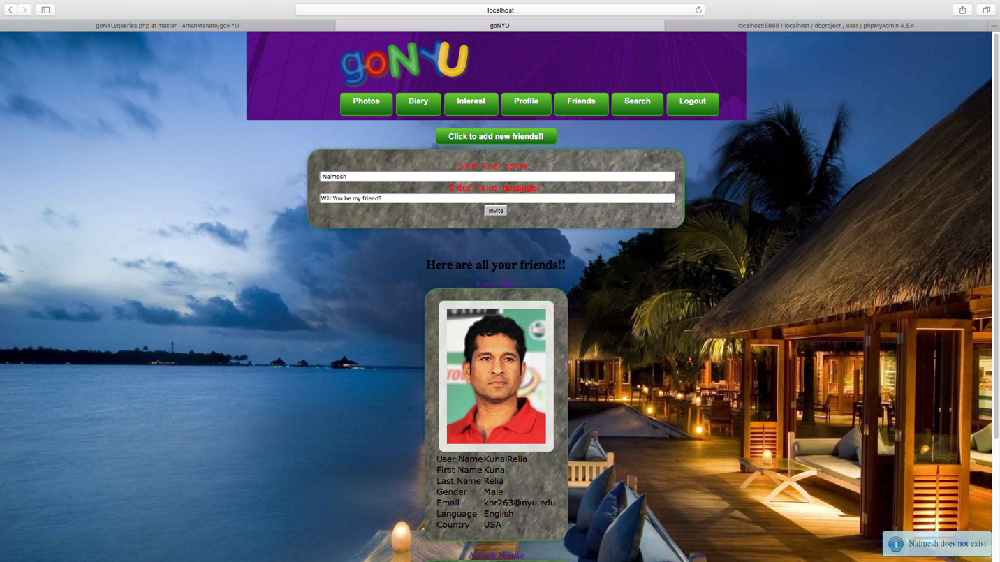 localhost
goNYU/queries.php at master · AmanMahato/goNYU
goNYU
localhost:8888 / localhost / dbproject / user | phpMyAdmin 4.6.4
goNYU
Photos
Diary
Interest
Profile
Friends
Search
Logout
Click to add new friends!!
Enter user name:
Naimesh
Enter invite message:
Will You be my friend?
Invite
Here are all your friends!!
Kunal Relia
User Name KunalRelia
First Name Kunal
Last Name Relia
Gender Male
Email kbr263@nyu.edu
Language English
Country USA
Mahato
Naimesh does not exist